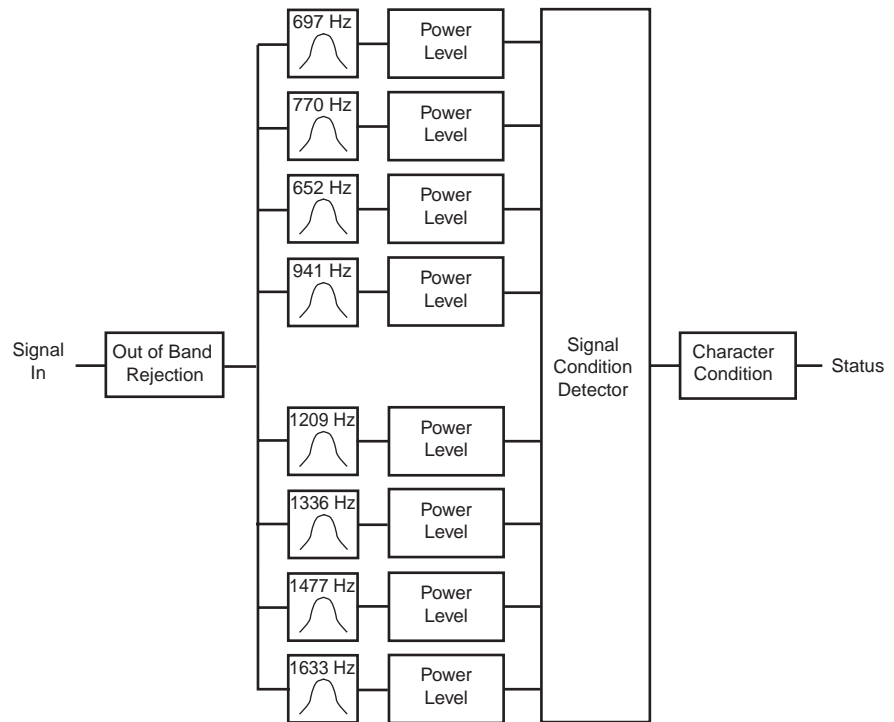 697 Hz
Power
Level
770 Hz
Power
Level
652 Hz
Power
Level
941 Hz
Power
Level
Signal
In
Out of Band
Rejection
Signal
Condition
Detector
Character
Condition
Status
1209 Hz
Power
Level
1336 Hz
Power
Level
1477 Hz
Power
Level
1633 Hz
Power
Level